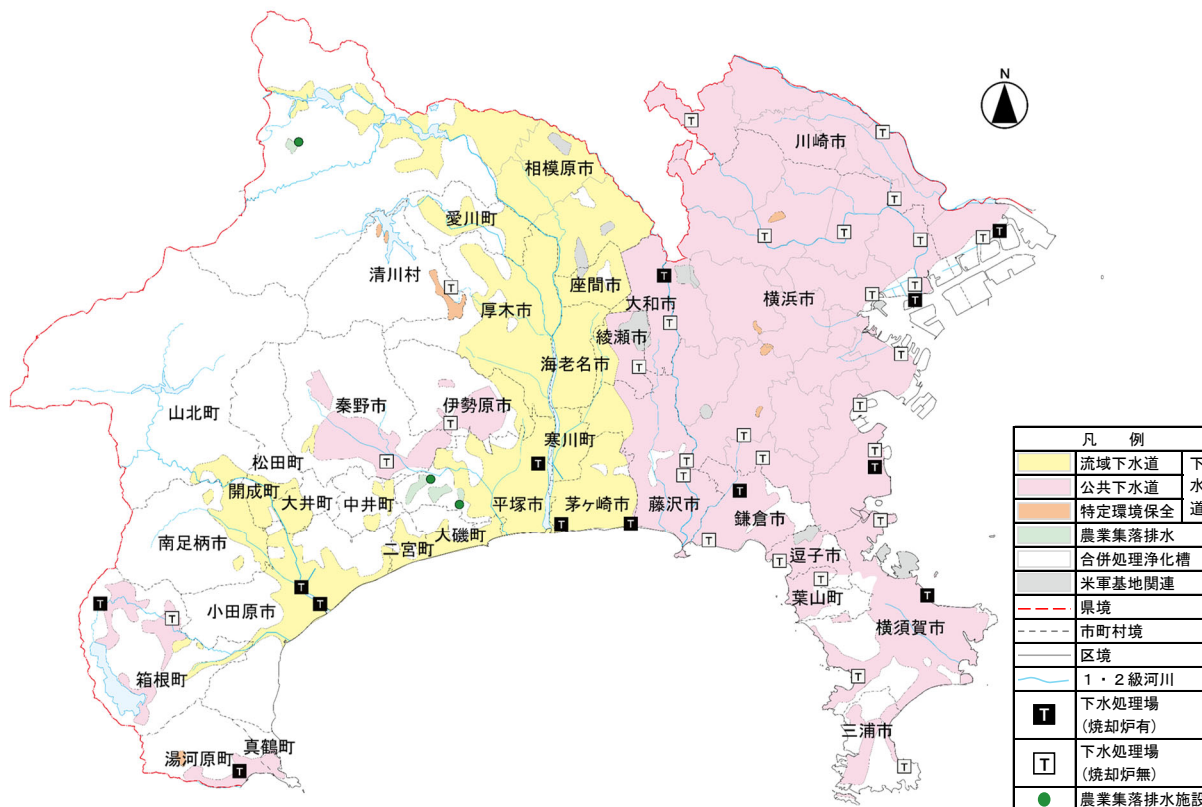 N
川崎市
相模原市
愛川町
清川村
座間市
大和市
横浜市
厚木市
綾瀬市
海老名市
山北町
秦野市
伊勢原市
寒川町
松田町
開成町
大井町
中井町
平塚市
茅ヶ崎市
藤沢市
鎌倉市
大磯町
二宮町
南足柄市
逗子市
葉山町
小田原市
横須賀市
箱根町
三浦市
真鶴町
湯河原町
凡 例
流域下水道
公共下水道
特定環境保全
下水道
農業集落排水
合併処理浄化槽
米軍基地関連
県境
市町村境
区境
1・2級河川
T 下水処理場
(焼却炉有)
T 下水処理場
(焼却炉無)
農業集落排水施設